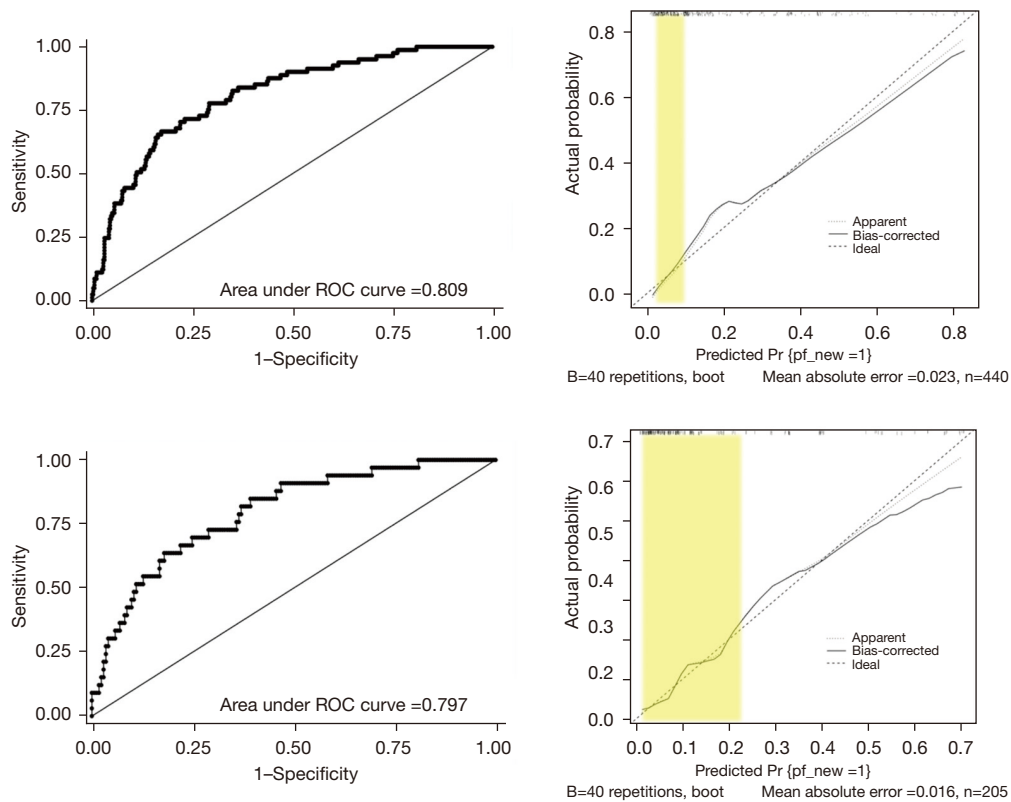 1.00
0.75
0.50
0.25
0.00
Sensitivity
Area under ROC curve =0.809
0.00 0.25 0.50 0.75 1.00
1–Specificity
0.8
0.6
0.4
0.2
0.0
Actual probability
Apparent
Bias-corrected
Ideal
0.0 0.2 0.4 0.6 0.8
Predicted Pr {pf_new =1}
B=40 repetitions, boot Mean absolute error =0.023, n=440
1.00
0.75
0.50
0.25
0.00
Sensitivity
Area under ROC curve =0.797
0.00 0.25 0.50 0.75 1.00
1–Specificity
0.7
0.6
0.5
0.4
0.3
0.2
0.0
Actual probability
Apparent
Bias-corrected
Ideal
0.0 0.1 0.2 0.3 0.4 0.5 0.6 0.7
Predicted Pr {pf_new =1}
B=40 repetitions, boot Mean absolute error =0.016, n=205